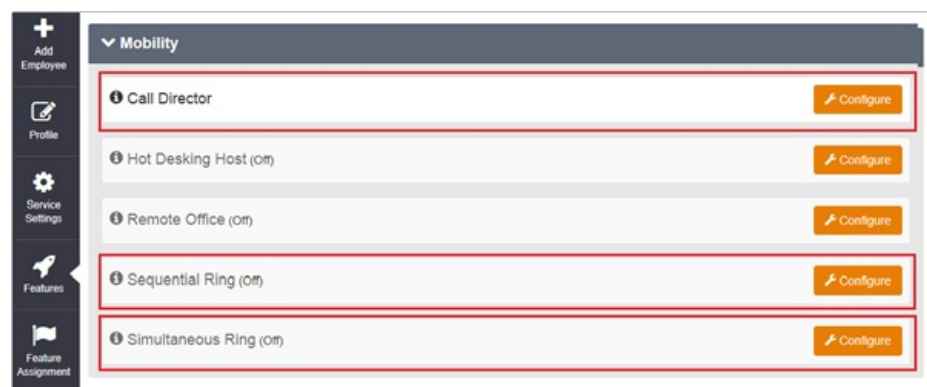 Add
Employee
Profile
Service
Settings
Features
Feature
Assignment
Mobility
Call Director
Configure
Hot Desking Host (Off)
Configure
Remote Office (Off)
Configure
Sequential Ring (Off)
Configure
Simultaneous Ring (Off)
Configure